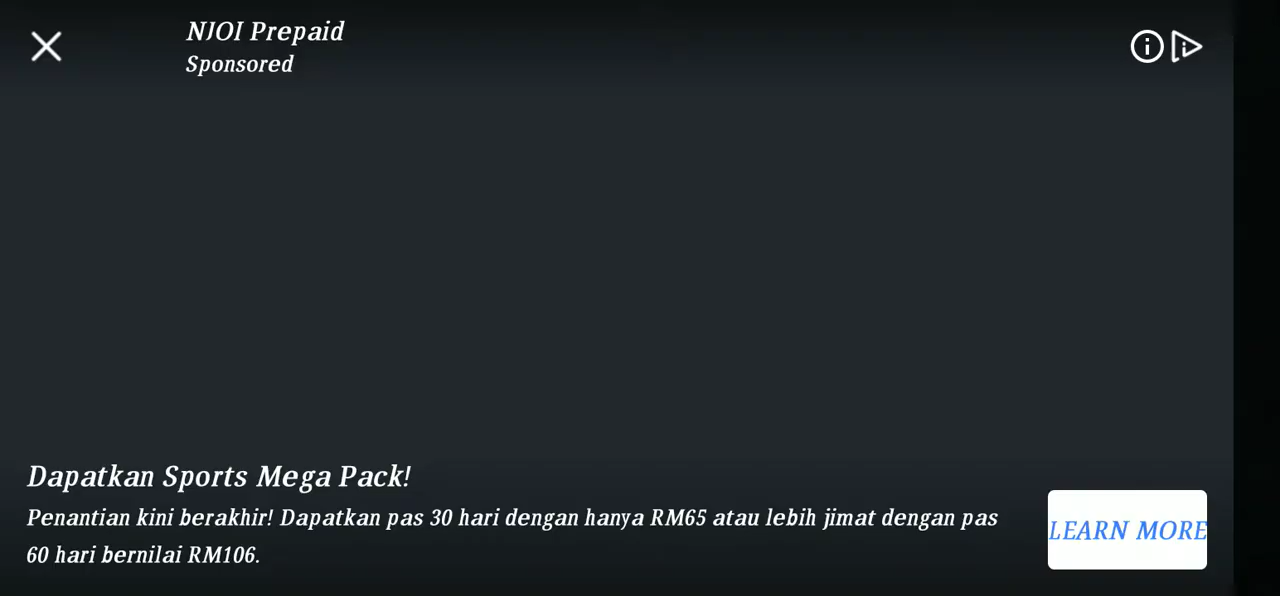 NJOI Prepaid
Sponsored
Dapatkan Sports Mega Pack!
Penantian kini berakhir! Dapatkan pas 30 hari dengan hanya RM65 atau lebih jimat dengan pas
60 hari bernilai RM106.
LEARN MORE